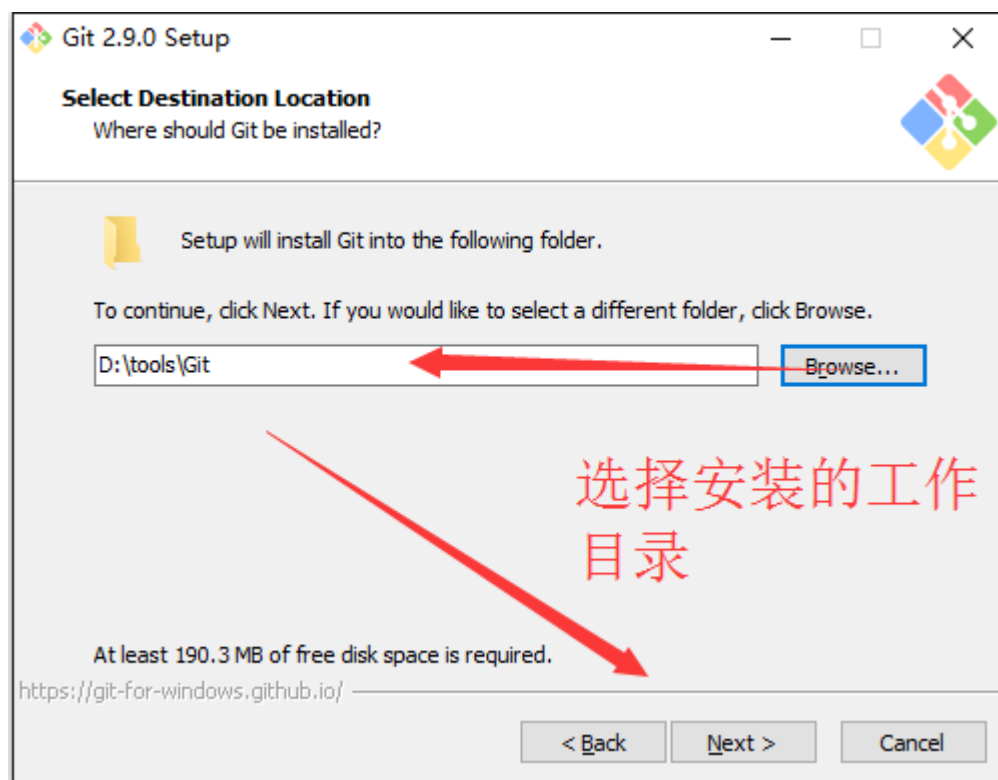 Git 2.9.0 Setup
Select Destination Location
Where should Git be installed?
Setup will install Git into the following folder.
To continue, click Next. If you would like to select a different folder, click Browse.
D:\tools\Git
Browse...
选择安装的工作
目录
At least 190.3 MB of free disk space is required.
https://git-for-windows.github.io/
< Back
Next >
Cancel